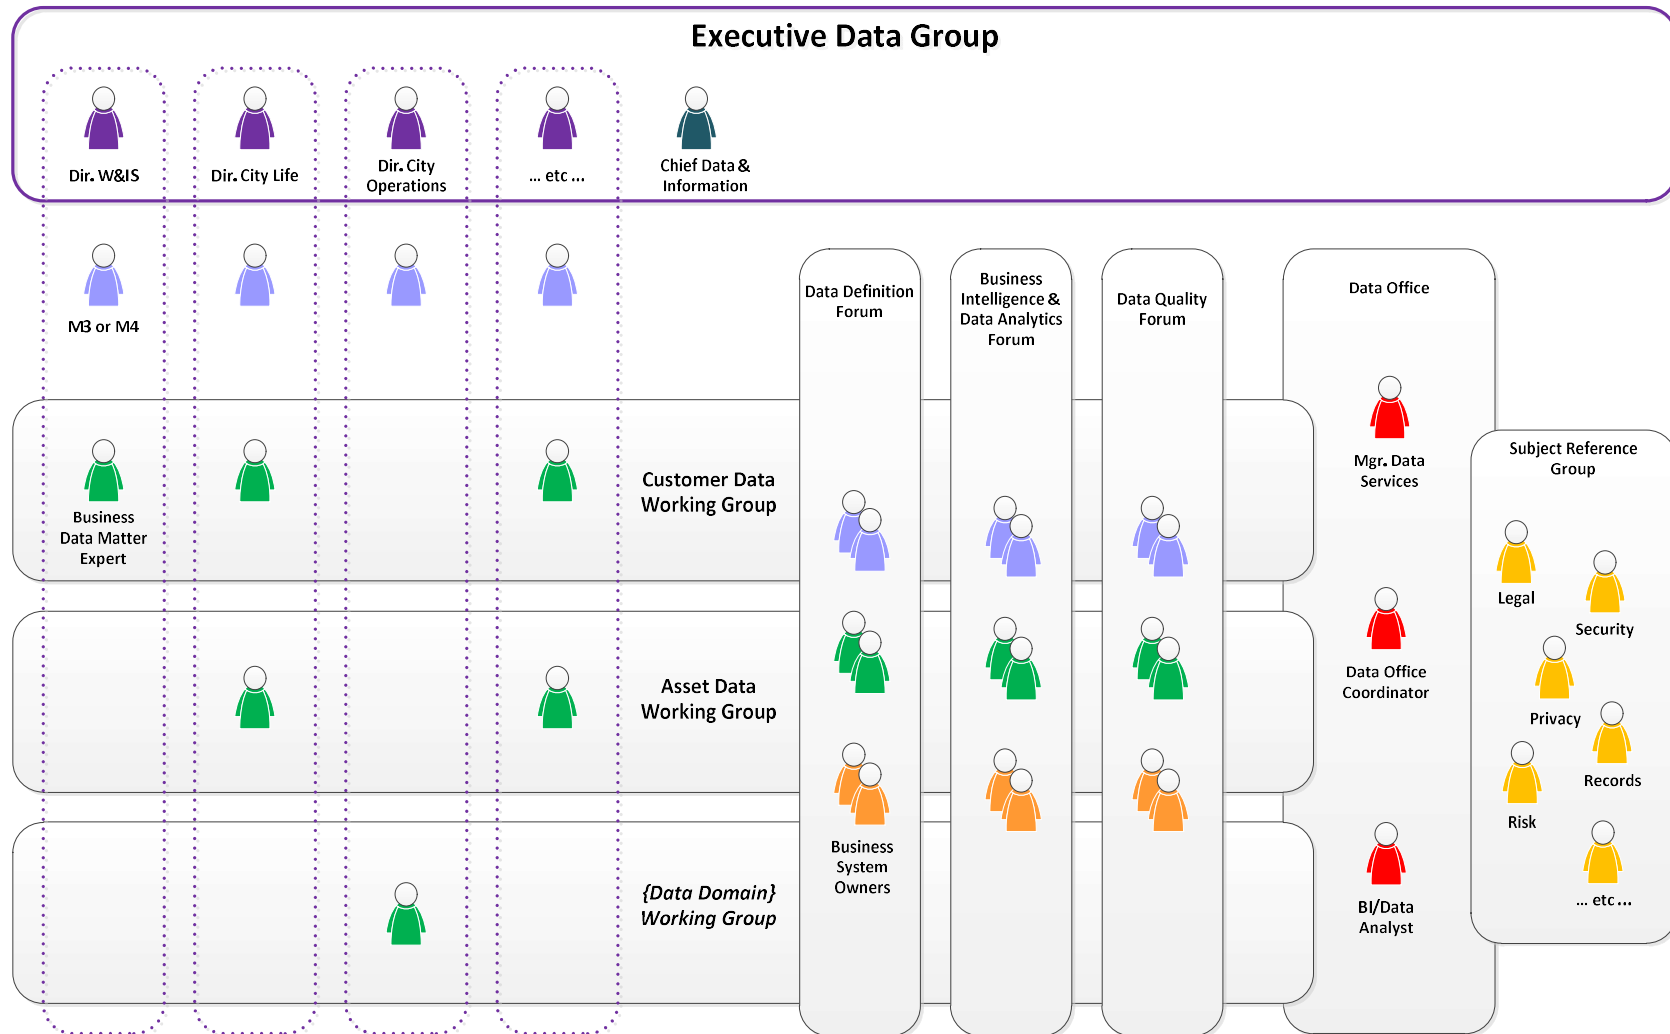 Executive Data Group
Dir. W&IS
Dir. City Life
Dir. City
Operations
... etc ...
Chief Data &
Information
M3 or M4
Data Definition
Forum
Business
Intelligence &
Data Analytics
Forum
Data Quality
Forum
Data Office
Mgr. Data
Services
Subject Reference
Group
Customer Data
Working Group
Business
Data Matter
Expert
Legal
Security
Asset Data
Working Group
Data Office
Coordinator
Privacy
Records
Risk
Business
System
Owners
{Data Domain}
Working Group
BI/Data
Analyst
... etc ...